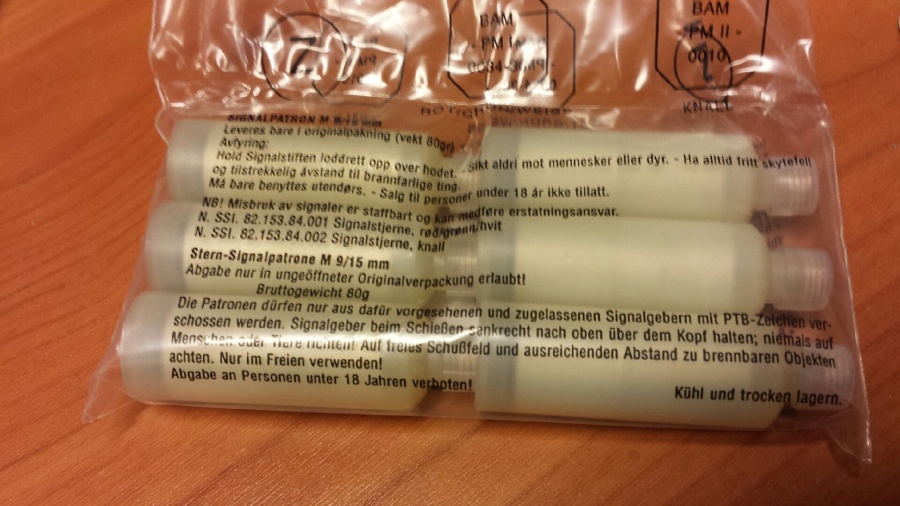 BAM
BAM
- PM I -
- PM II -
0010
KNALL
SIGNALPATRON M 9/15 mm
Leveres bare i originalpakning (vekt 80gr)
Avfyring:
Hold Signalstiften loddrett opp over hodet. - Sikt aldri mot mennesker eller dyr. - Ha alltid fritt skytefelt
og tilstrekkelig åvstand til brannfarlige ting.
Må bare benyttes utendørs. - Salg til personer under 18 år ikke tillatt.
NB! Misbruk av signaler er staffbart og kan medføre erstatningsansvar.
N. SSI. 82.153.84.001 Signalstjerne, rød/grønn/hvit
N. SSI. 82.153.84.002 Signalstjerne, knall
Stern-Signalpatrone M 9/15 mm
Abgabe nur in ungeöffneter Originalverpackung erlaubt!
Bruttogewicht 80g
Die Patronen dürfen nur aus dafür vorgesehenen und zugelassenen Signalgebern mit PTB-Zeichen ver-
schossen werden. Signalgeber beim Schießen senkrecht nach oben über dem Kopf halten; niemals auf
Menschen oder Tiere richten! Auf freies Schußfeld und ausreichenden Abstand zu brennbaren Objekten
achten. Nur im Freien verwenden!
Abgabe an Personen unter 18 Jahren verboten!
Kühl und trocken lagern.